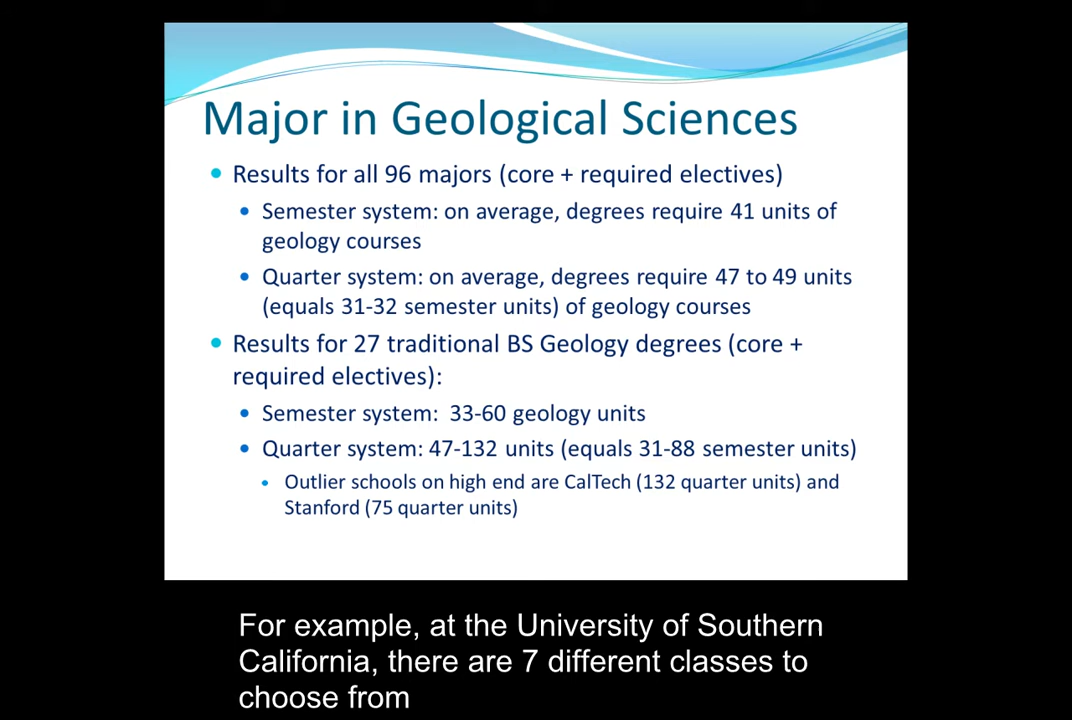 Major in Geological Sciences
Results for all 96 majors (core + required electives)
Semester system: on average, degrees require 41 units of
geology courses
Quarter system: on average, degrees require 47 to 49 units
(equals 31-32 semester units) of geology courses
Results for 27 traditional BS Geology degrees (core +
required electives):
Semester system: 33-60 geology units
Quarter system: 47-132 units (equals 31-88 semester units)
Outlier schools on high end are CalTech (132 quarter units) and
Stanford (75 quarter units)
For example, at the University of Southern
California, there are 7 different classes to
choose from